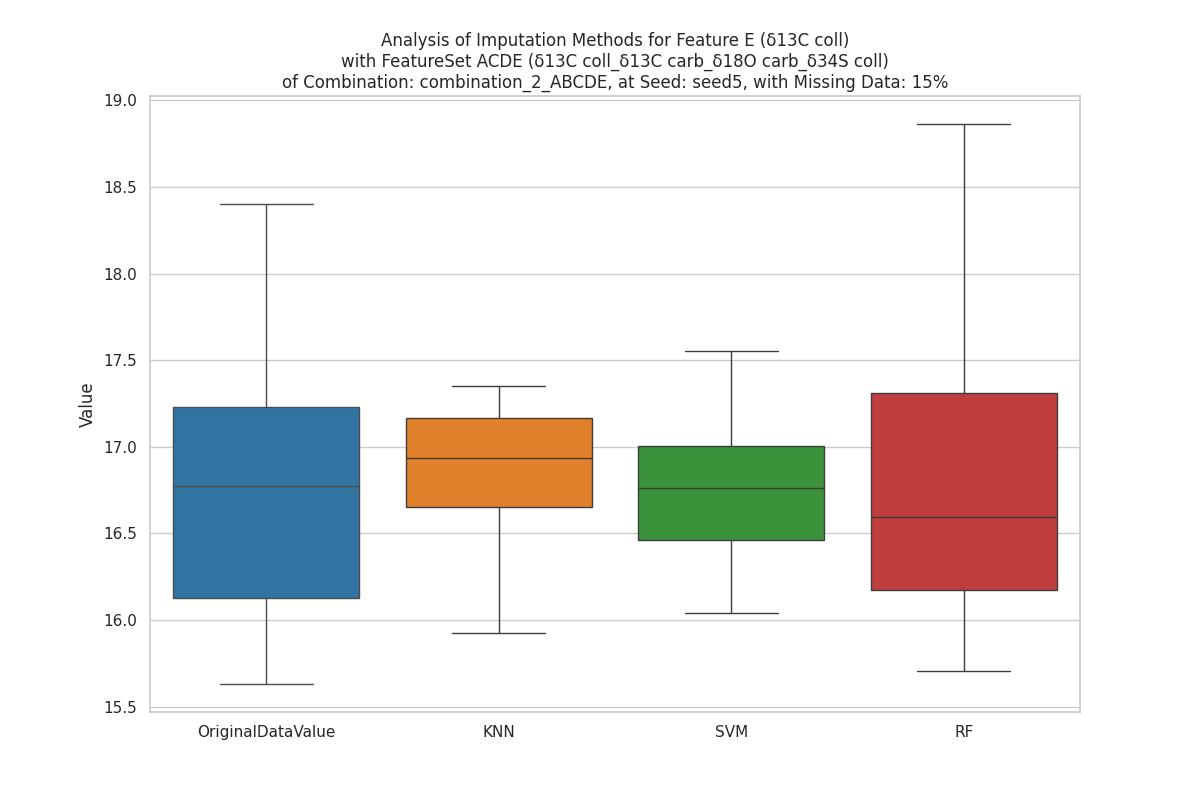 Analysis of Imputation Methods for Feature E (δ13C coll)
with FeatureSet ACDE (δ13C coll_δ13C carb_δ18O carb_δ34S coll)
of Combination: combination_2_ABCDE, at Seed: seed5, with Missing Data: 15%
19.0
18.5
18.0
17.5
17.0
16.5
16.0
15.5
Value
OriginalDataValue
KNN
SVM
RF